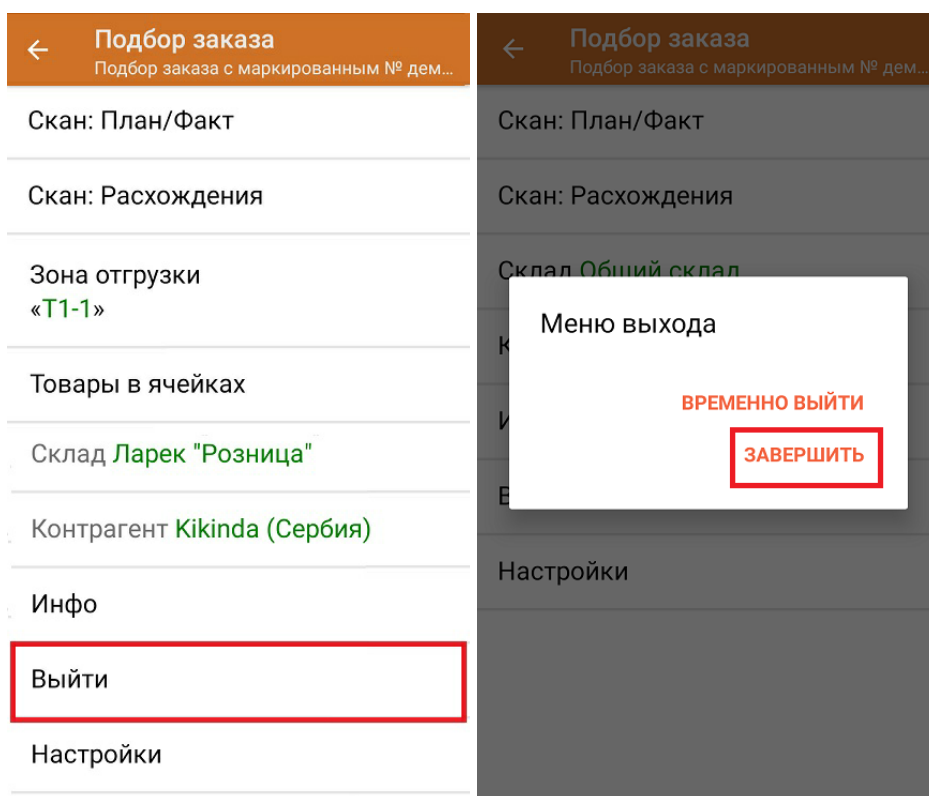 Подбор заказа
Подбор заказа с маркированным № дем...
Скан: План/Факт
Скан: Расхождения
Зона отгрузки
«Т1-1»
Товары в ячейках
Склад Ларек "Розница"
Контрагент Kikinda (Сербия)
Инфо
Выйти
Настройки
Подбор заказа
Подбор заказа с маркированным № дем...
Скан: План/Факт
Скан: Расхождения
Склад Общий склад
Меню выхода
ВРЕМЕННО ВЫЙТИ
ЗАВЕРШИТЬ
Настройки